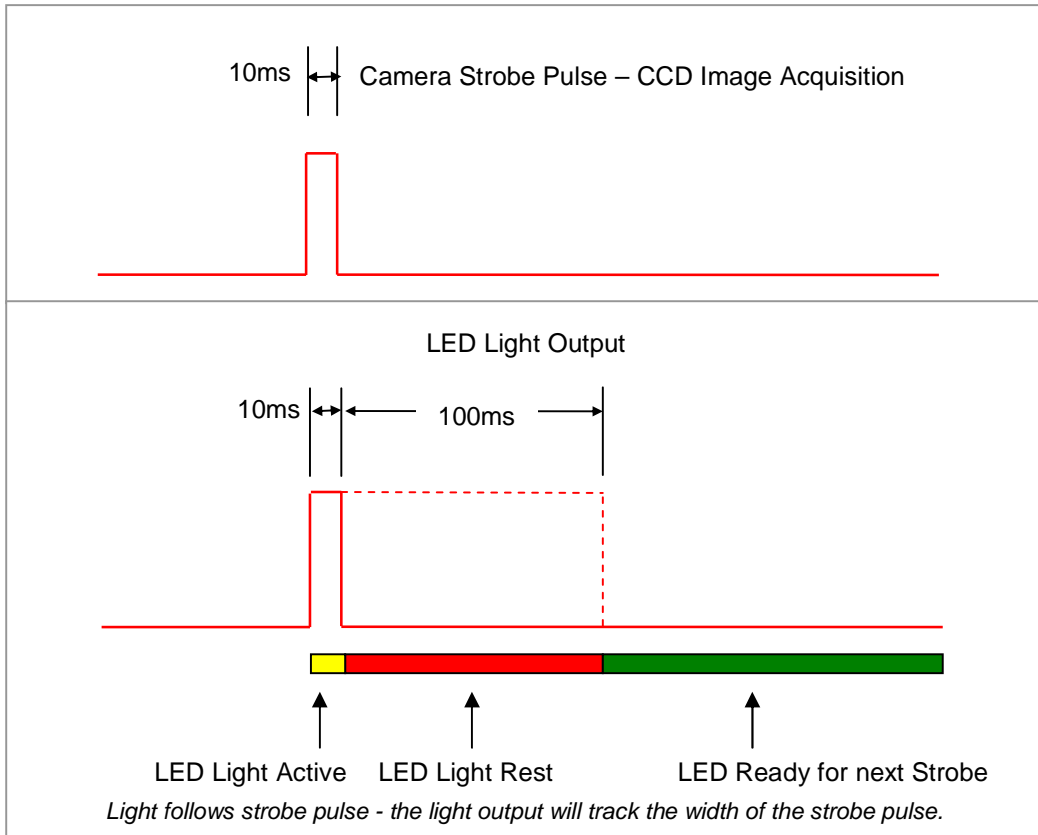 10ms
Camera Strobe Pulse – CCD Image Acquisition
LED Light Output
10ms
100ms
LED Light Active
LED Light Rest
LED Ready for next Strobe
Light follows strobe pulse - the light output will track the width of the strobe pulse.